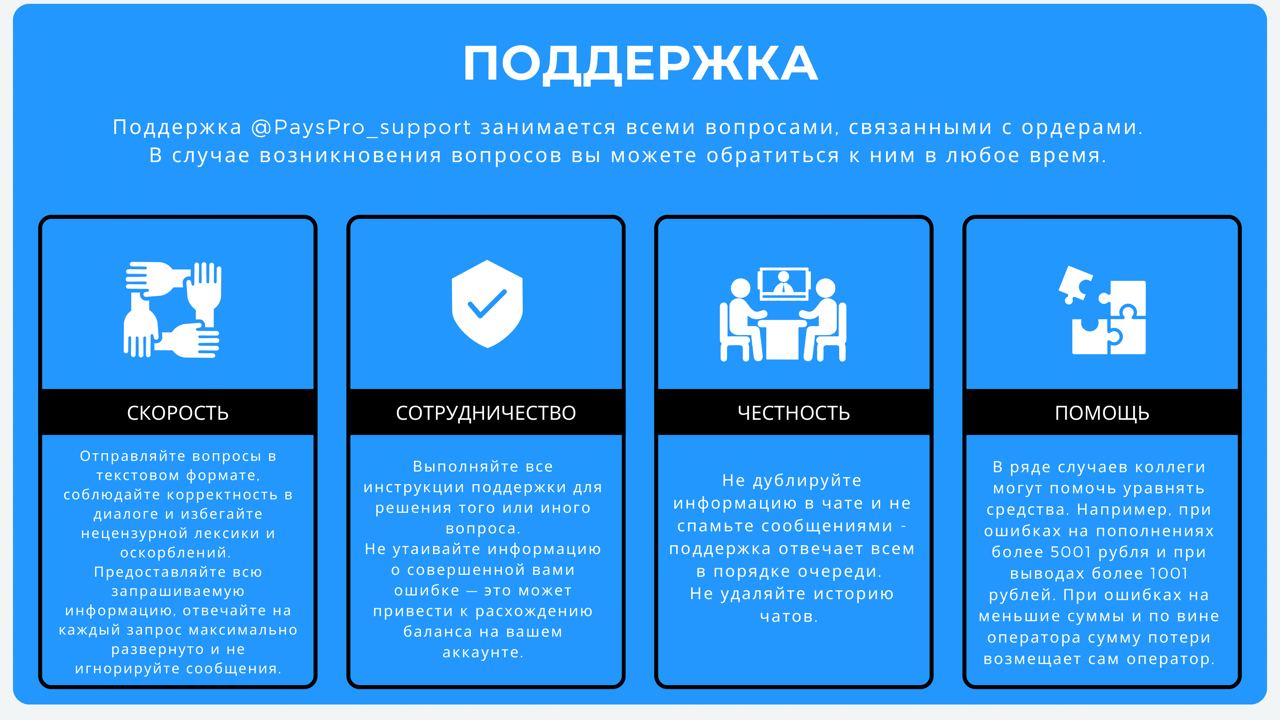 ПОДДЕРЖКА
Поддержка @PaysPro_support занимается всеми вопросами, связанными с ордерами.
В случае возникновения вопросов вы можете обратиться к ним в любое время.
СКОРОСТЬ
Отправляйте вопросы в
текстовом формате,
соблюдайте корректность в
диалоге и избегайте
нецензурной лексики и
оскорблений.
Предоставляйте всю
запрашиваемую
информацию, отвечайте на
каждый запрос максимально
развернуто и не
игнорируйте сообщения.
СОТРУДНИЧЕСТВО
Выполняйте все
инструкции поддержки для
решения того или иного
вопроса.
Не утаивайте информацию
о совершенной вами
ошибке — это может
привести к расхождению
баланса на вашем
аккаунте.
ЧЕСТНОСТЬ
Не дублируйте
информацию в чате и не
спамьте сообщениями -
поддержка отвечает всем
в порядке очереди.
Не удаляйте историю
чатов.
ПОМОЩЬ
В ряде случаев коллеги
могут помочь уравнять
средства. Например, при
ошибках на пополнениях
более 5001 рубля и при
выводах более 1001
рублей. При ошибках на
меньшие суммы и по вине
оператора сумму потери
возмещает сам оператор.